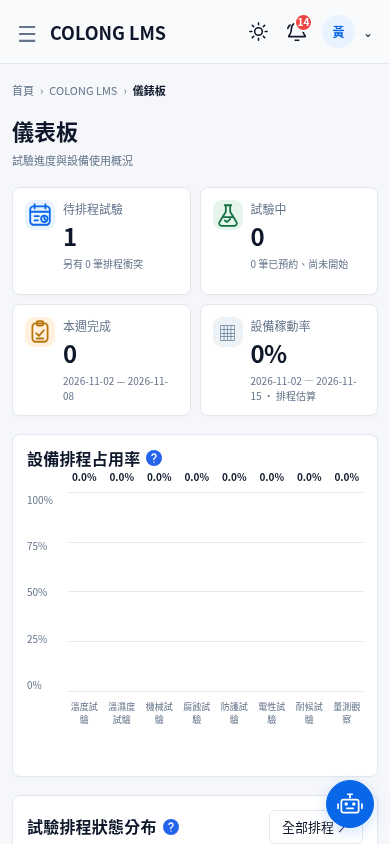 COLONG LMS
14
黃
首頁 › COLONG LMS › 儀錶板
儀表板
試驗進度與設備使用概況
待排程試驗
1
另有 0 筆排程衝突
試驗中
0
0 筆已預約、尚未開始
本週完成
0
2026-11-02 — 2026-11-
08
設備稼動率
0%
2026-11-02 — 2026-11-
15 · 排程估算
設備排程占用率 ?
0.0% 0.0% 0.0% 0.0% 0.0% 0.0% 0.0% 0.0%
100%
75%
50%
25%
0%
溫度試驗
溫濕度試驗
機械試驗
腐蝕試驗
防護試驗
電性試驗
耐候試驗
量測觀察
試驗排程狀態分布 ?
全部排程